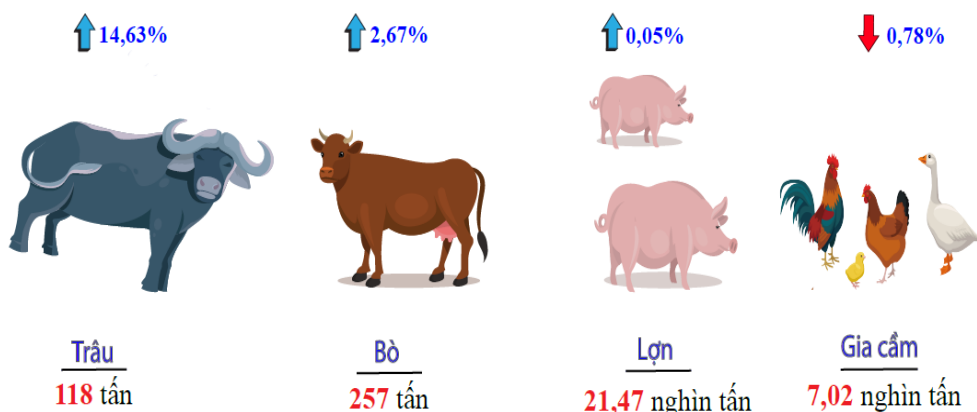 14,63%
2,67%
0,05%
0,78%
Trâu
Bò
Lợn
Gia cầm
118 tấn
257 tấn
21,47 nghìn tấn
7,02 nghìn tấn